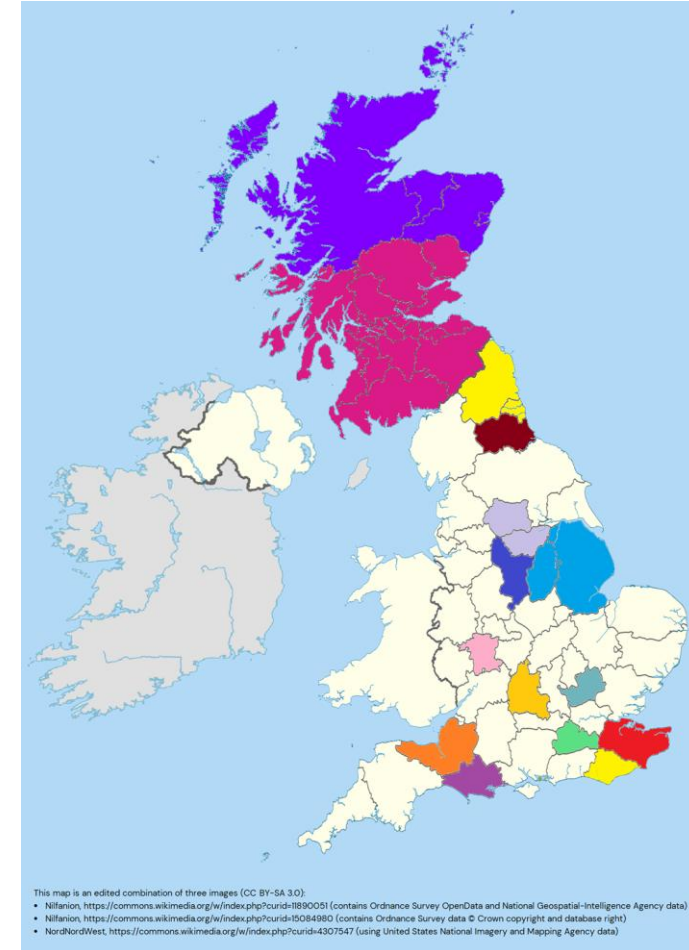 This map is an edited combination of three images (CC BY-SA 3.0):
• Nilfanion, https://commons.wikimedia.org/w/index.php?curid=11890051 (contains Ordnance Survey OpenData and National Geospatial-Intelligence Agency data)
• Nilfanion, https://commons.wikimedia.org/w/index.php?curid=15084980 (contains Ordnance Survey data © Crown copyright and database right)
• NordNordWest, https://commons.wikimedia.org/w/index.php?curid=4307547 (using United States National Imagery and Mapping Agency data)